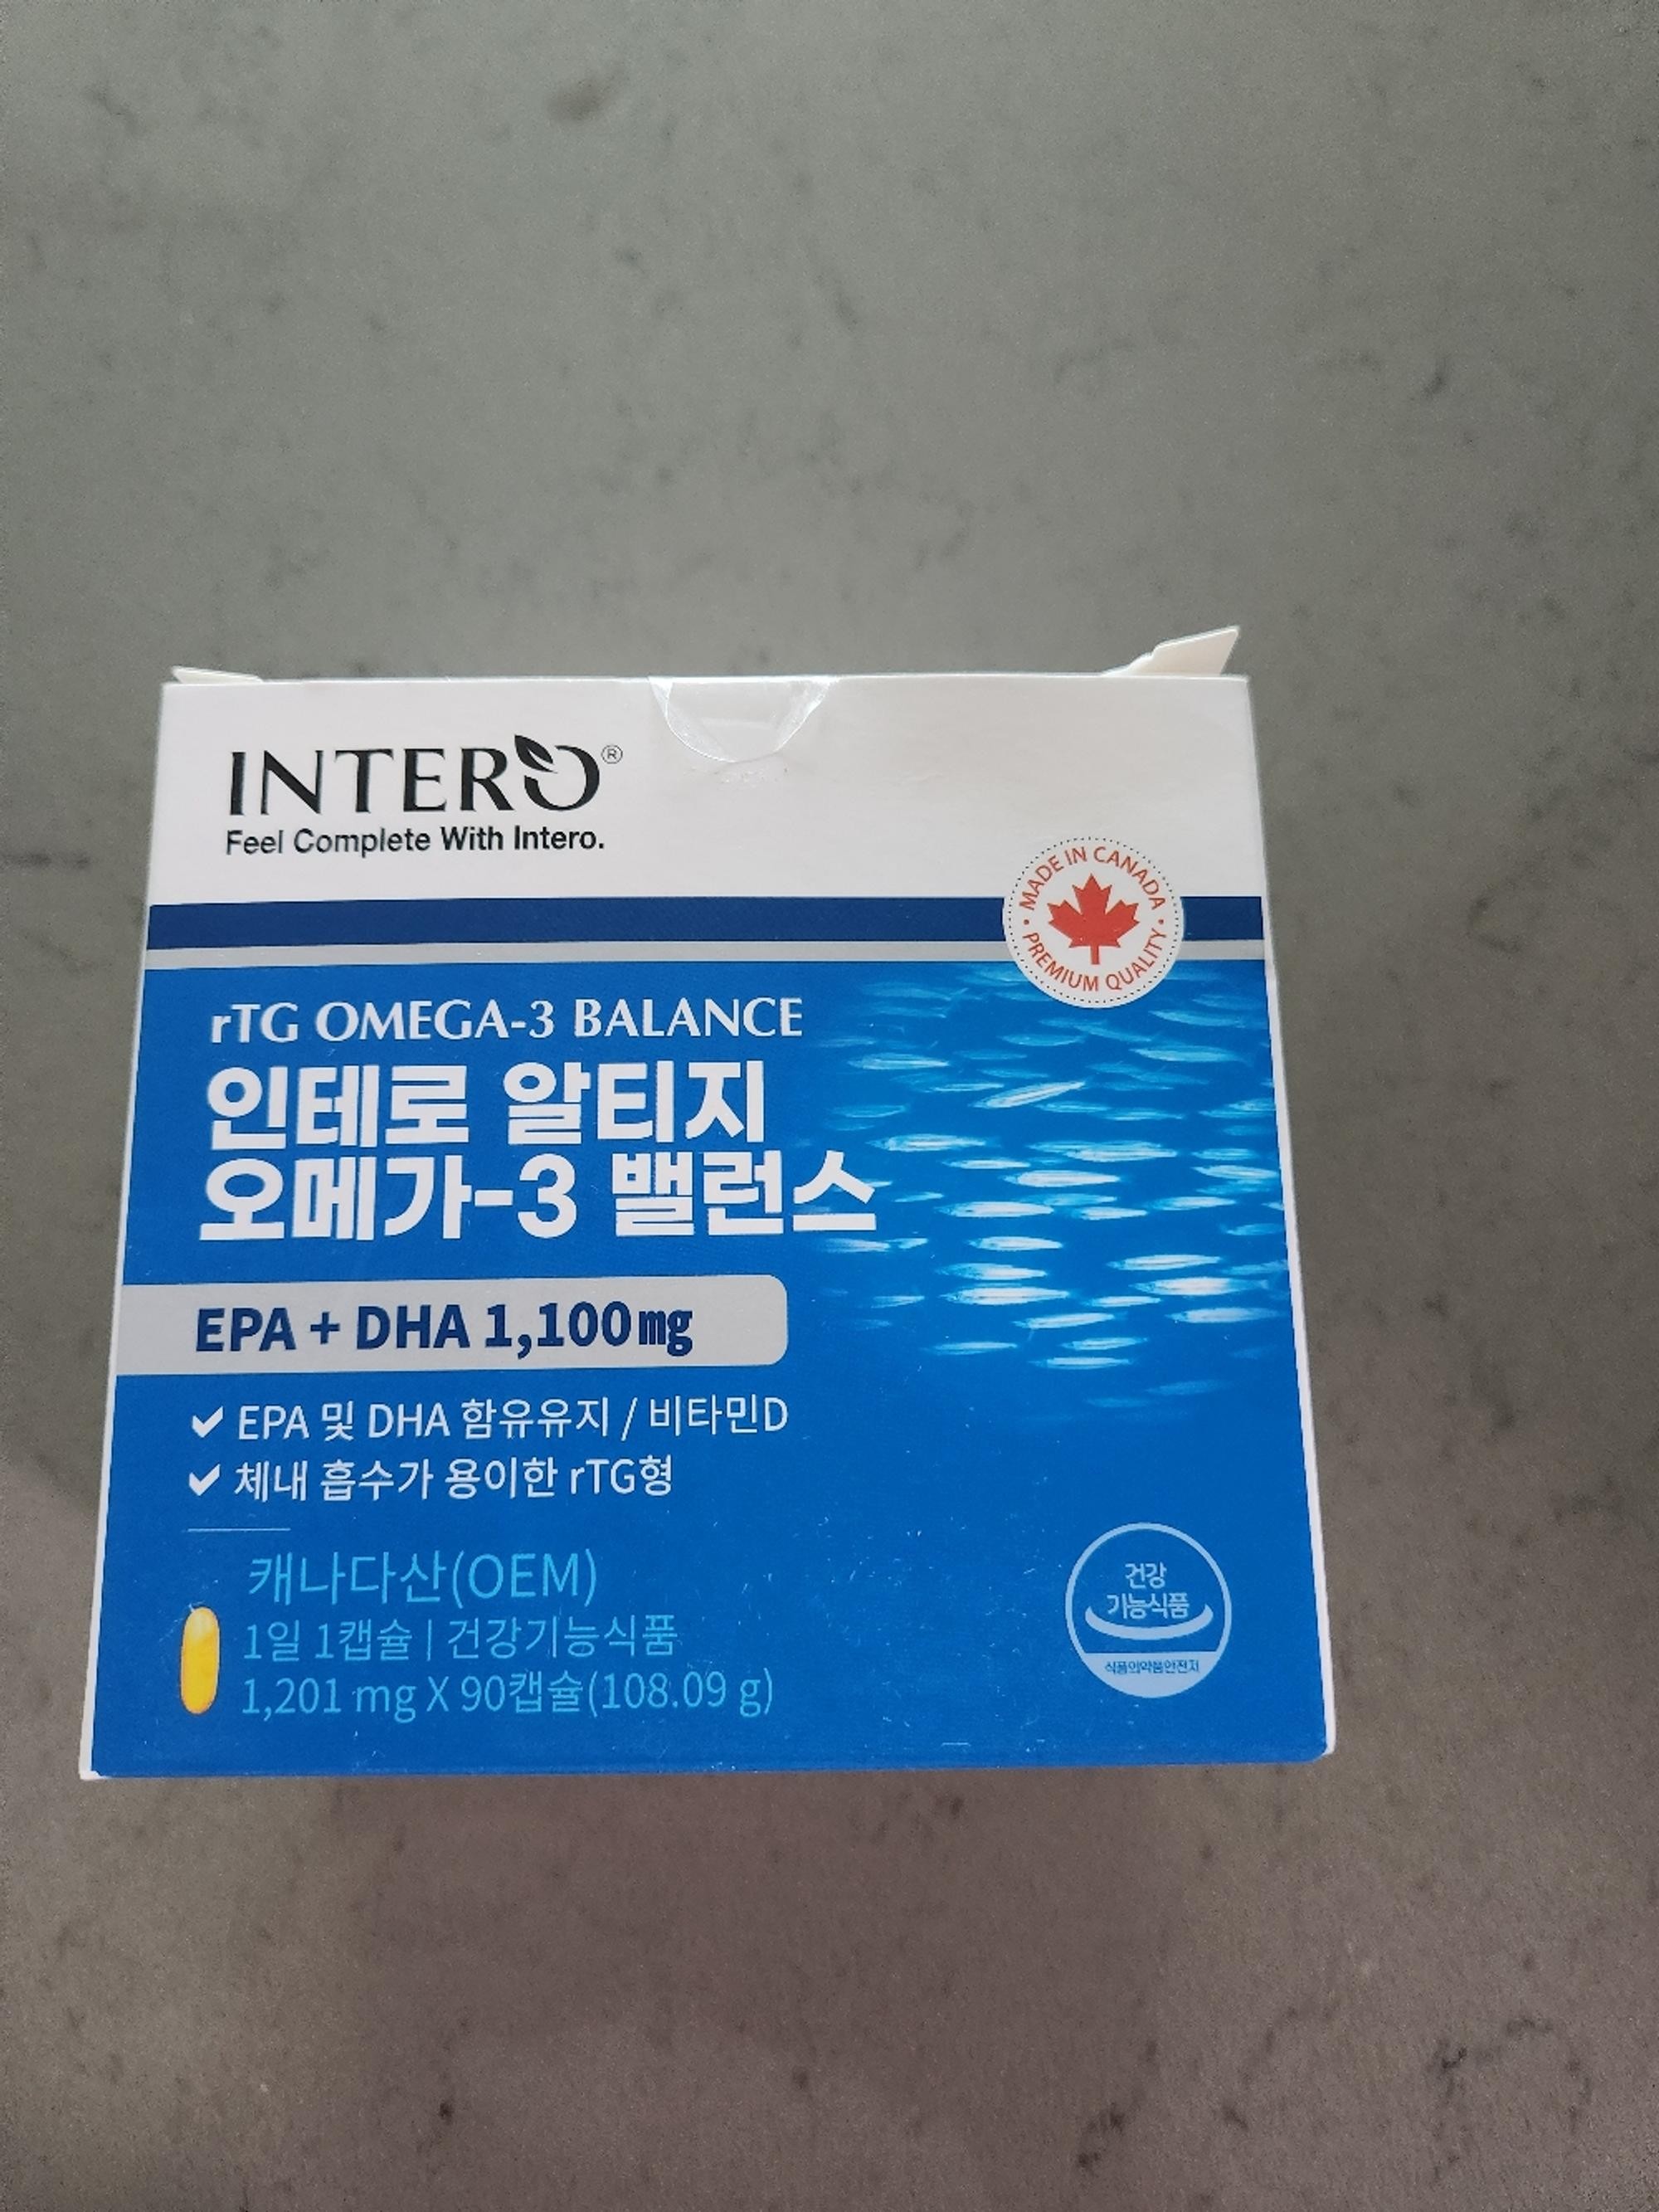 INTERO®
Feel Complete With Intero.
MADE IN CANADA
PREMIUM QUALITY
rTG OMEGA-3 BALANCE
인테로 알티지
오메가-3 밸런스
EPA + DHA 1,100㎎
EPA 및 DHA 함유유지 / 비타민D
체내 흡수가 용이한 rTG형
캐나다산(OEM)
1일 1캡슐 | 건강기능식품
1,201 mg X 90캡슐(108.09 g)
건강
기능식품
식품의약품안전처